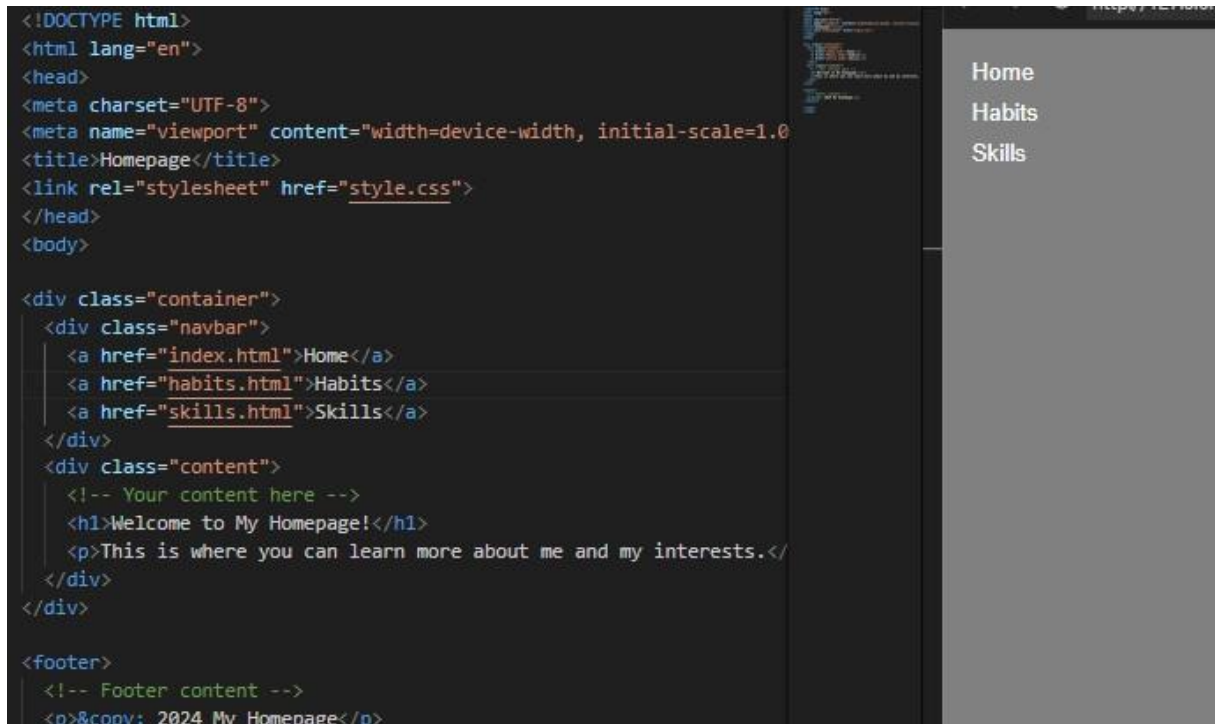 <!DOCTYPE html>
<html lang="en">
<head>
<meta charset="UTF-8">
<meta name="viewport" content="width=device-width, initial-scale=1.0
<title>Homepage</title>
<link rel="stylesheet" href="style.css">
</head>
<body>
<div class="container">
<div class="navbar">
<a href="index.html">Home</a>
<a href="habits.html">Habits</a>
<a href="skills.html">Skills</a>
</div>
<div class="content">
<!-- Your content here -->
<h1>Welcome to My Homepage!</h1>
<p>This is where you can learn more about me and my interests.</
</div>
</div>
<footer>
<!-- Footer content -->
<p>&copy; 2024 My Homepage</p>
Home
Habits
Skills